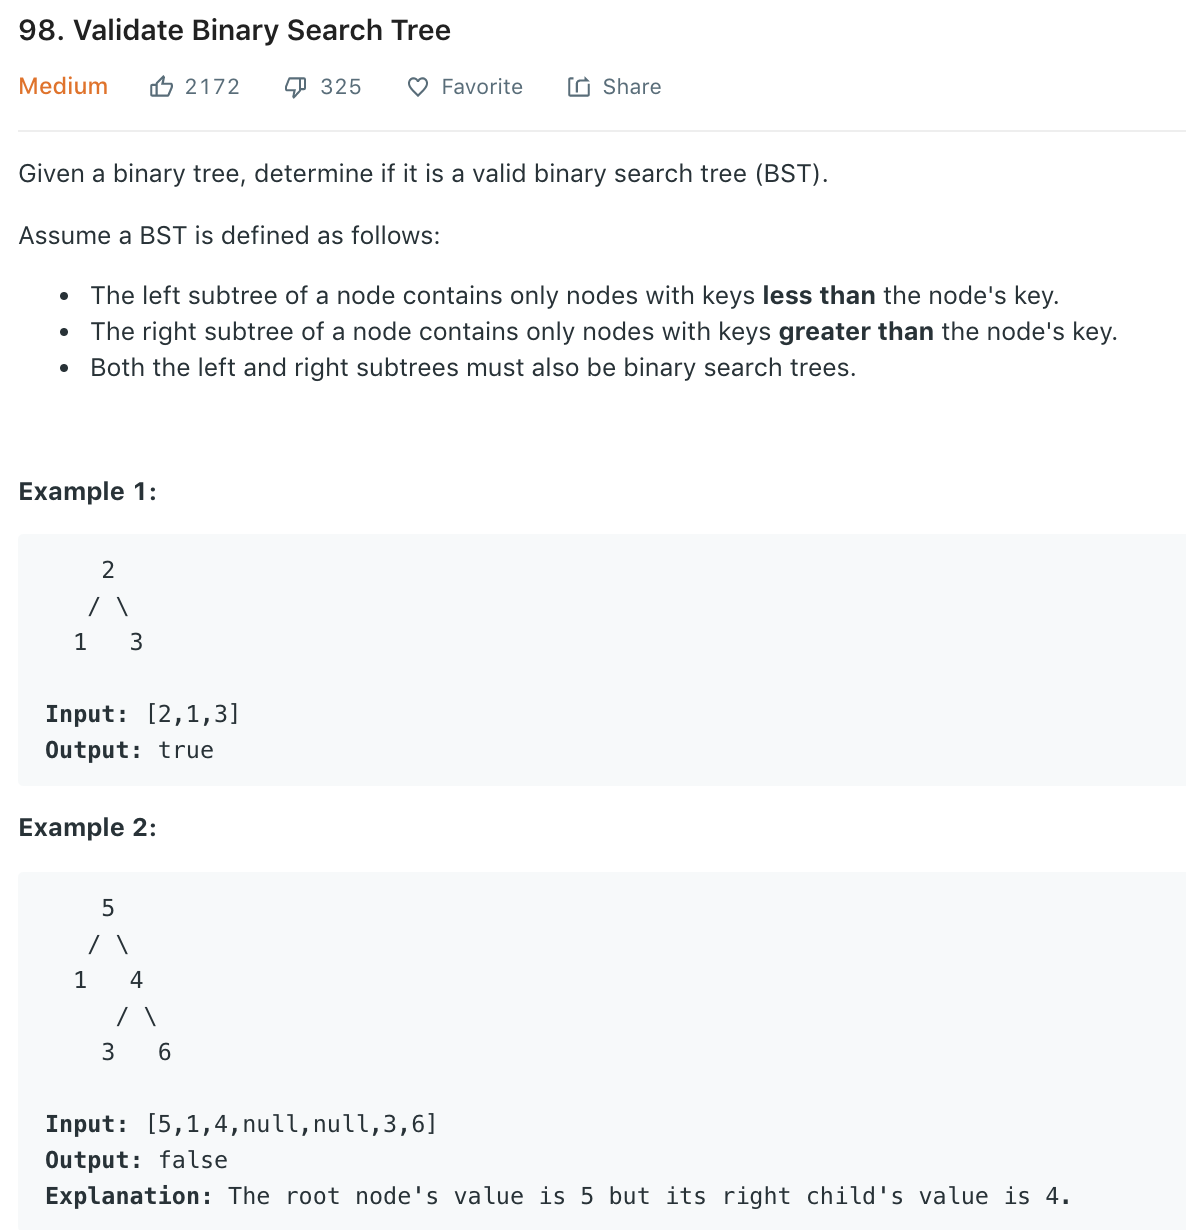 98. Validate Binary Search Tree
Medium 2172 325 Favorite Share
Given a binary tree, determine if it is a valid binary search tree (BST).
Assume a BST is defined as follows:
• The left subtree of a node contains only nodes with keys less than the node's key.
• The right subtree of a node contains only nodes with keys greater than the node's key.
• Both the left and right subtrees must also be binary search trees.
Example 1:
    2
   / \
  1   3
Input: [2,1,3]
Output: true
Example 2:
    5
   / \
  1   4
     / \
    3   6
Input: [5,1,4,null,null,3,6]
Output: false
Explanation: The root node's value is 5 but its right child's value is 4.